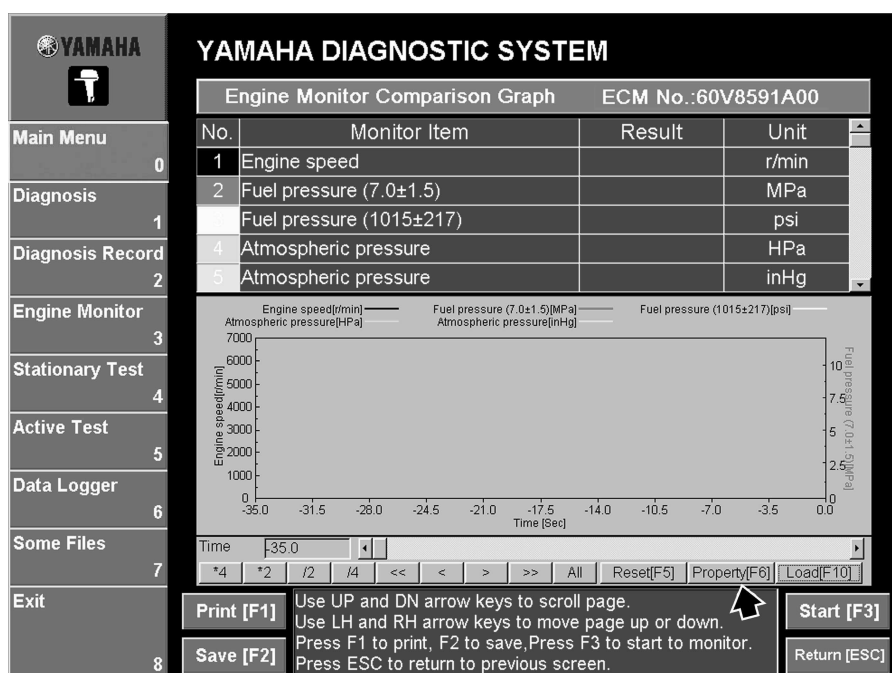 YAMAHA
YAMAHA DIAGNOSTIC SYSTEM
Engine Monitor Comparison Graph ECM No.:60V8591A00
Main Menu
0
Diagnosis
1
Diagnosis Record
2
Engine Monitor
3
Stationary Test
4
Active Test
5
Data Logger
6
Some Files
7
Exit
8
No. Monitor Item Result Unit
1 Engine speed r/min
2 Fuel pressure (7.0±1.5) MPa
Fuel pressure (1015±217) psi
4 Atmospheric pressure HPa
5 Atmospheric pressure inHg
Engine speed[r/min] Fuel pressure (7.0±1.5)[MPa] Fuel pressure (1015±217)[psi]
Atmospheric pressure[HPa] Atmospheric pressure[inHg]
Engine speed[r/min]
7000
6000
5000
4000
3000
2000
1000
0
10
7.5
5
2.5
0
Fuel pressure (7.0±1.5)[MPa]
-35.0 -31.5 -28.0 -24.5 -21.0 -17.5 -14.0 -10.5 -7.0 -3.5 0.0
Time [Sec]
Time -35.0
*4 *2 /2 /4 << < > >> All Reset[F5] Property[F6] Load[F10]
Print [F1]
Save [F2]
Use UP and DN arrow keys to scroll page.
Use LH and RH arrow keys to move page up or down.
Press F1 to print, F2 to save,Press F3 to start to monitor.
Press ESC to return to previous screen.
Start [F3]
Return [ESC]